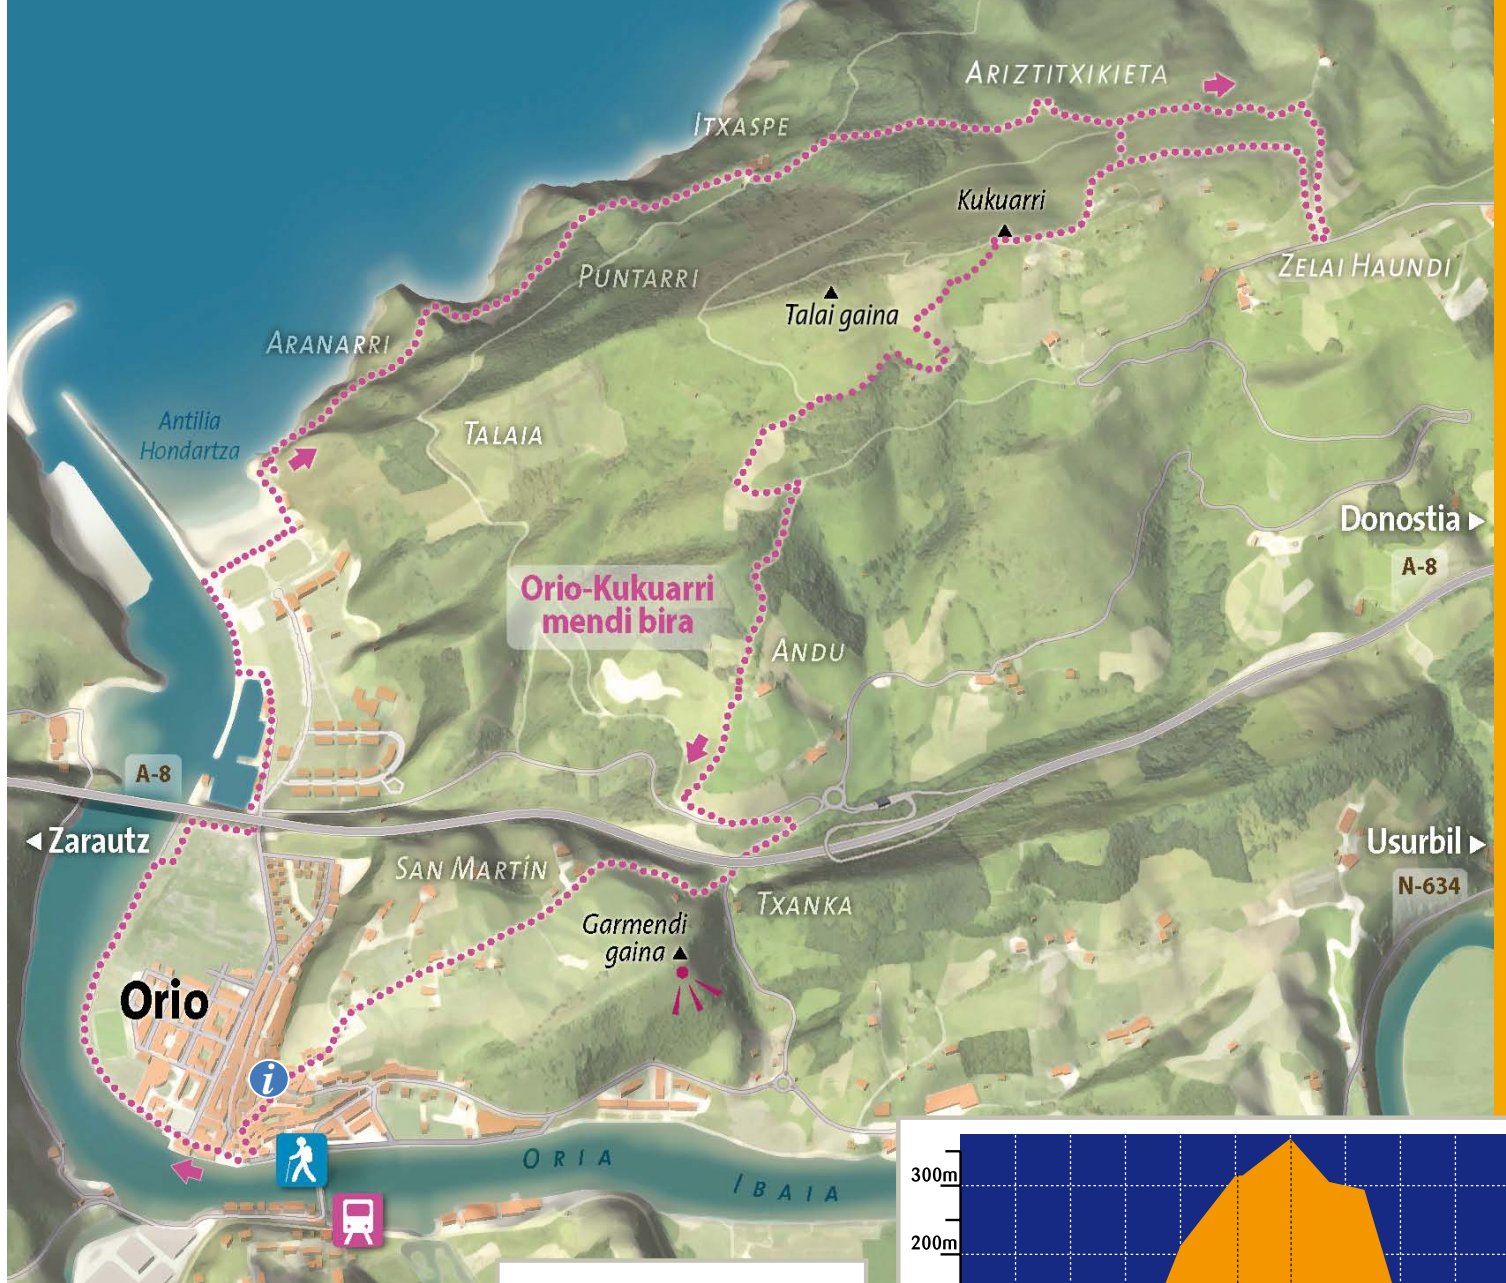 ARIZTITXIKIETA
ITXASPE
Kukuarri
PUNTARRI
ZELAI HAUNDI
Talai gaina
ARANARRI
Antilia
Hondartza
TALAIA
Donostia
A-8
Orio-Kukuarri
mendi bira
ANDU
A-8
Zarautz
Usurbil
N-634
SAN MARTÍN
TXANKA
Garmendi
gaina
Orio
i
ORIA
IBAIA
300m
200m